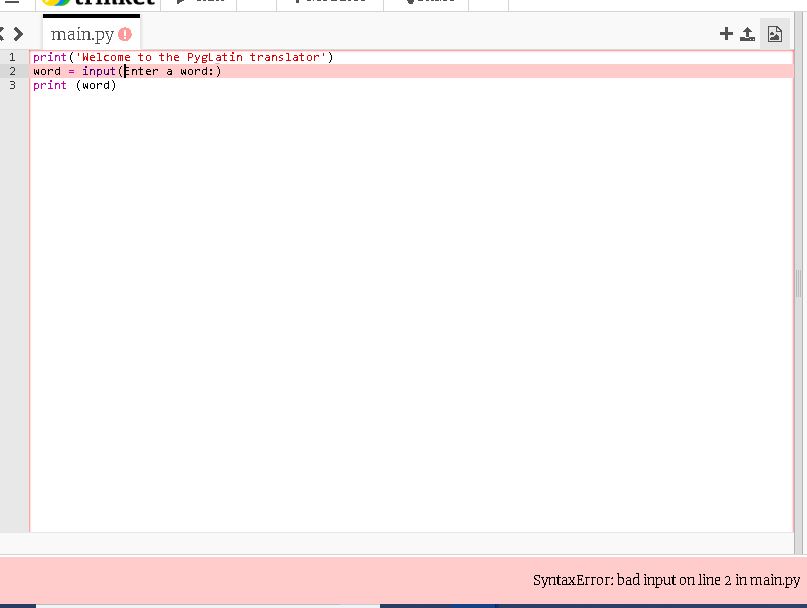 trinket
main.py
1 print('Welcome to the PygLatin translator')
2 word = input(Enter a word:)
3 print (word)
SyntaxError: bad input on line 2 in main.py